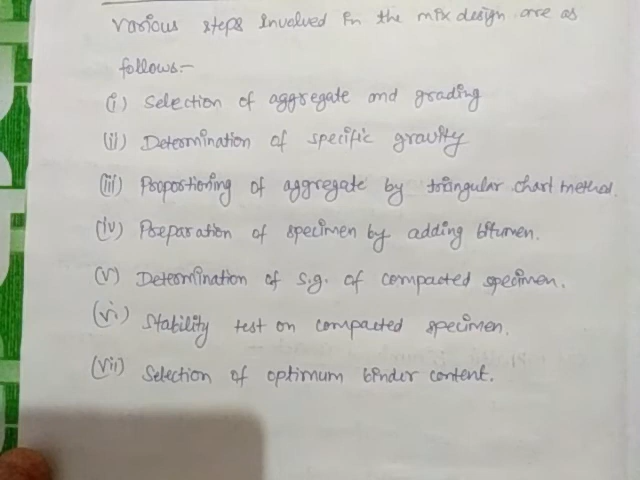 Various steps involved in the mix design are as
follows:-
(i) Selection of aggregate and grading
(ii) Determination of specific gravity
(iii) Proportioning of aggregate by triangular chart method.
(iv) Preparation of specimen by adding bitumen.
(v) Determination of s.g. of compacted specimen.
(vi) Stability test on compacted specimen.
(vii) Selection of optimum binder content.